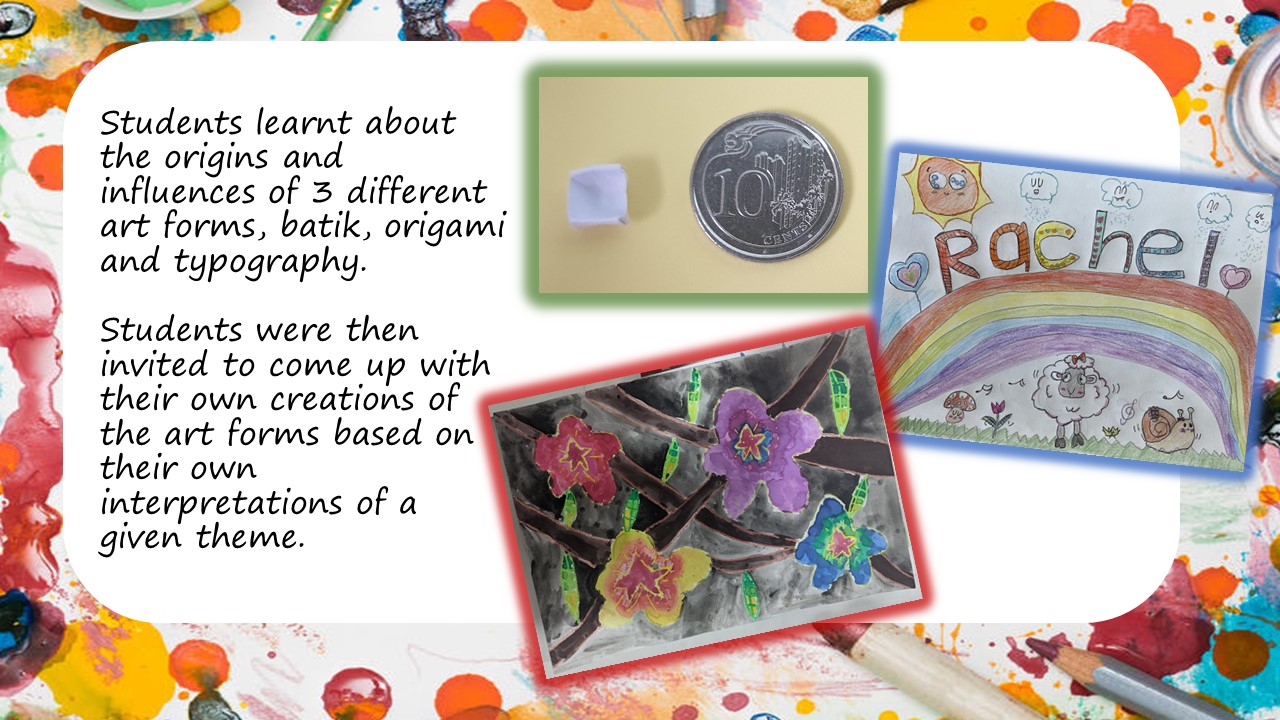 Students learnt about
the origins and
influences of 3 different
art forms, batik, origami
and typography.
Students were then
invited to come up with
their own creations of
the art forms based on
their own
interpretations of a
given theme.
10
CENTS
Rachel